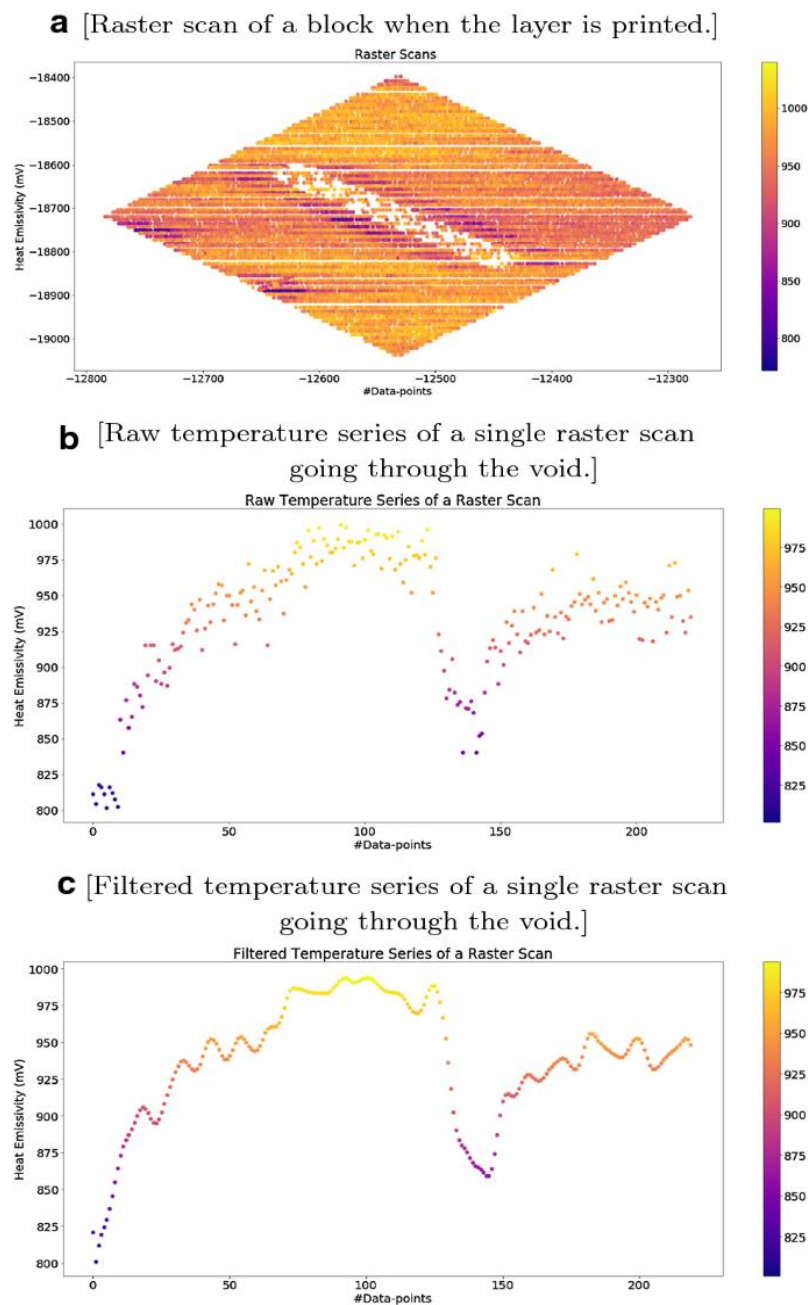 a [Raster scan of a block when the layer is printed.]
Raster Scans
Heat Emissivity (mV)
−18400
−18500
−18600
−18700
−18800
−18900
−19000
−12800 −12700 −12600 −12500 −12400 −12300
#Data-points
1000
950
900
850
800
b [Raw temperature series of a single raster scan
going through the void.]
Raw Temperature Series of a Raster Scan
Heat Emissivity (mV)
1000
975
950
925
900
875
850
825
800
0 50 100 150 200
#Data-points
975
950
925
900
875
850
825
c [Filtered temperature series of a single raster scan
going through the void.]
Filtered Temperature Series of a Raster Scan
Heat Emissivity (mV)
1000
975
950
925
900
875
850
825
800
0 50 100 150 200
#Data-points
975
950
925
900
875
850
825